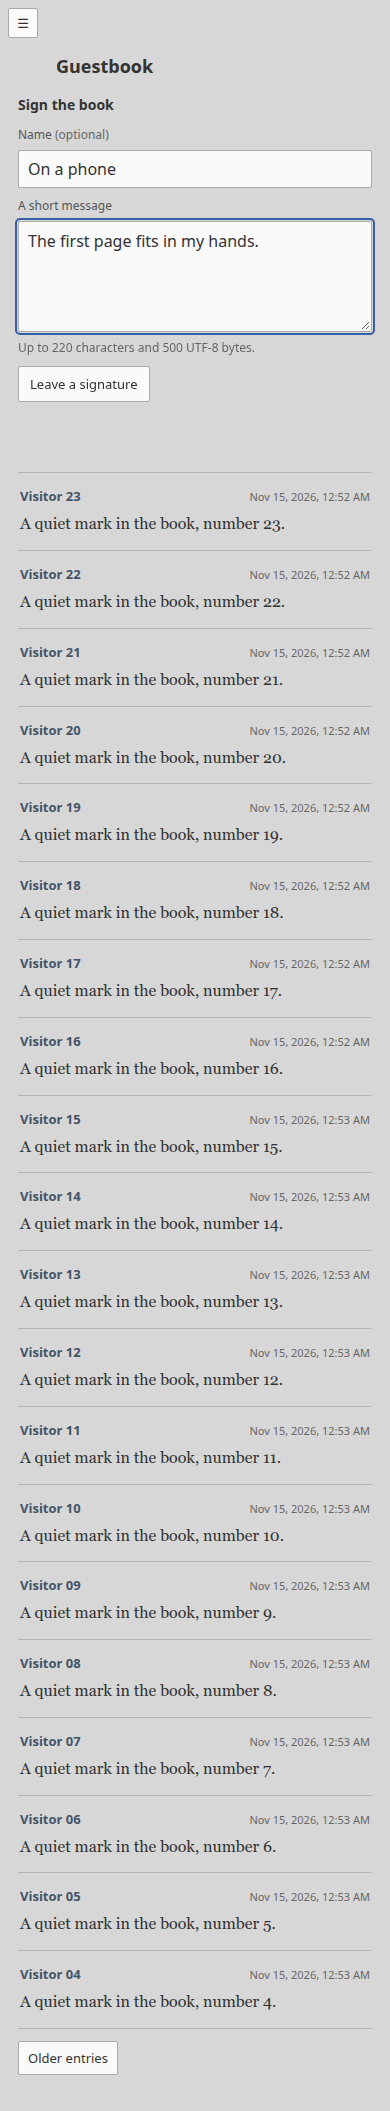 ☰
Guestbook
Sign the book
Name (optional)
On a phone
A short message
The first page fits in my hands.
Up to 220 characters and 500 UTF-8 bytes.
Leave a signature
Visitor 23 Nov 15, 2026, 12:52 AM
A quiet mark in the book, number 23.
Visitor 22 Nov 15, 2026, 12:52 AM
A quiet mark in the book, number 22.
Visitor 21 Nov 15, 2026, 12:52 AM
A quiet mark in the book, number 21.
Visitor 20 Nov 15, 2026, 12:52 AM
A quiet mark in the book, number 20.
Visitor 19 Nov 15, 2026, 12:52 AM
A quiet mark in the book, number 19.
Visitor 18 Nov 15, 2026, 12:52 AM
A quiet mark in the book, number 18.
Visitor 17 Nov 15, 2026, 12:52 AM
A quiet mark in the book, number 17.
Visitor 16 Nov 15, 2026, 12:52 AM
A quiet mark in the book, number 16.
Visitor 15 Nov 15, 2026, 12:53 AM
A quiet mark in the book, number 15.
Visitor 14 Nov 15, 2026, 12:53 AM
A quiet mark in the book, number 14.
Visitor 13 Nov 15, 2026, 12:53 AM
A quiet mark in the book, number 13.
Visitor 12 Nov 15, 2026, 12:53 AM
A quiet mark in the book, number 12.
Visitor 11 Nov 15, 2026, 12:53 AM
A quiet mark in the book, number 11.
Visitor 10 Nov 15, 2026, 12:53 AM
A quiet mark in the book, number 10.
Visitor 09 Nov 15, 2026, 12:53 AM
A quiet mark in the book, number 9.
Visitor 08 Nov 15, 2026, 12:53 AM
A quiet mark in the book, number 8.
Visitor 07 Nov 15, 2026, 12:53 AM
A quiet mark in the book, number 7.
Visitor 06 Nov 15, 2026, 12:53 AM
A quiet mark in the book, number 6.
Visitor 05 Nov 15, 2026, 12:53 AM
A quiet mark in the book, number 5.
Visitor 04 Nov 15, 2026, 12:53 AM
A quiet mark in the book, number 4.
Older entries